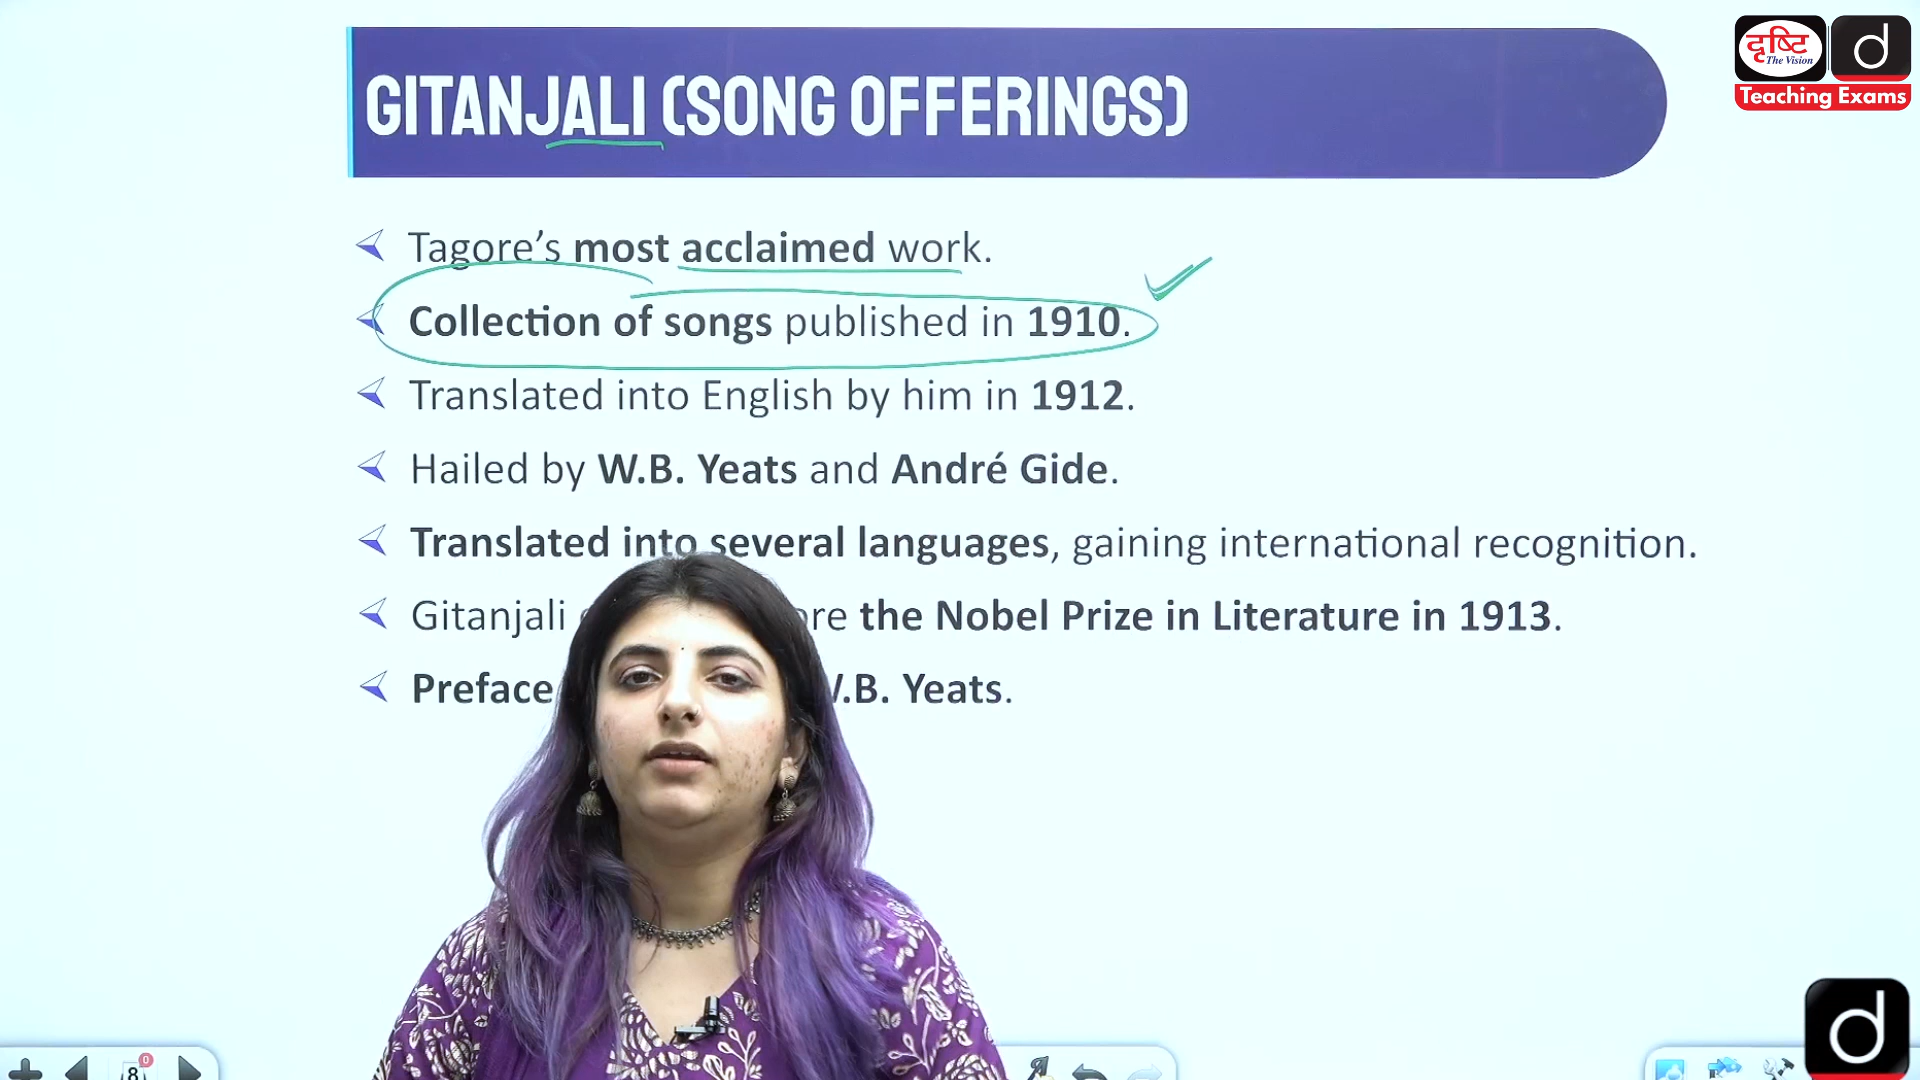 GITANJALI (SONG OFFERINGS)
दृष्टि
The Vision
d
Teaching Exams
Tagore’s most acclaimed work.
Collection of songs published in 1910.
Translated into English by him in 1912.
Hailed by W.B. Yeats and André Gide.
Translated into several languages, gaining international recognition.
Gitanjali the Nobel Prize in Literature in 1913.
Preface W.B. Yeats.
8
0
d